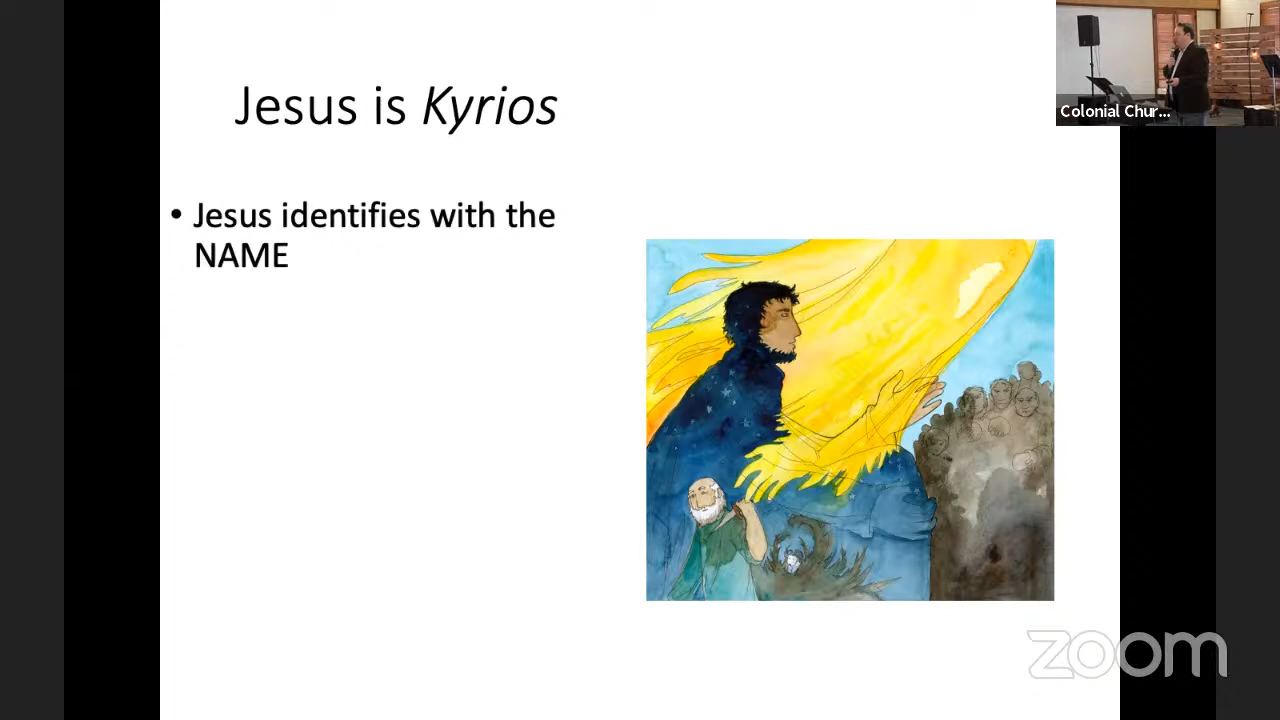 Jesus is Kyrios
• Jesus identifies with the
NAME
Colonial Chur...
zoom